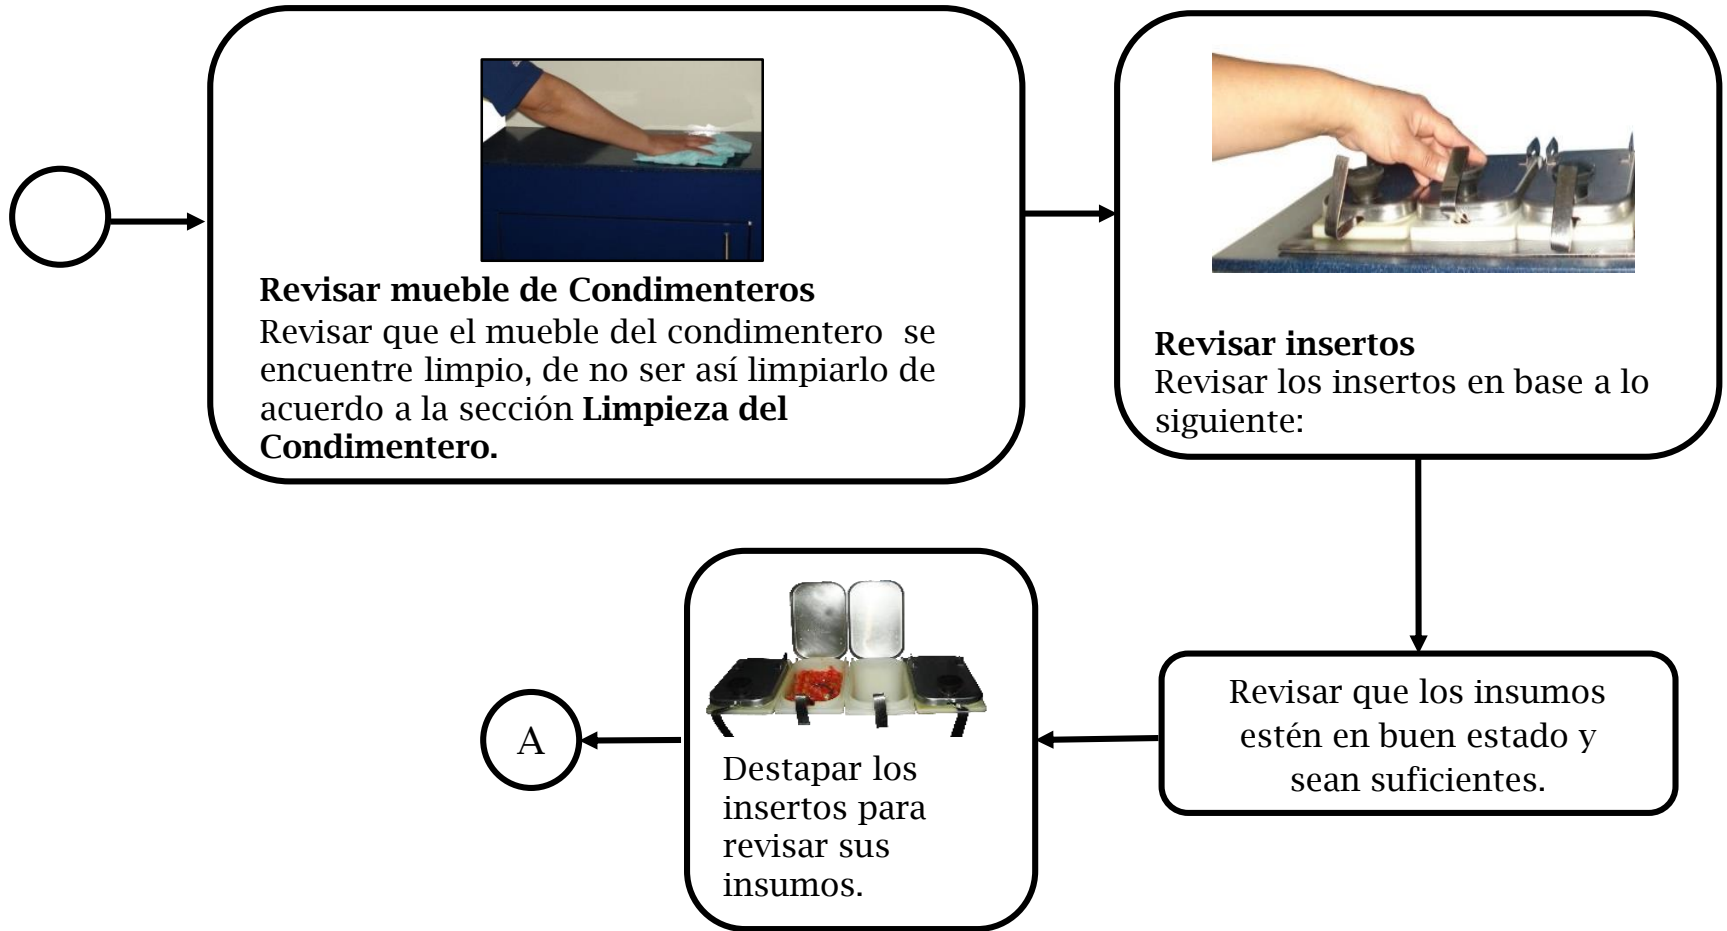 Revisar mueble de Condimenteros
Revisar que el mueble del condimentero  se
encuentre limpio, de no ser así limpiarlo de
acuerdo a la sección Limpieza del
Condimentero.
Revisar insertos
Revisar los insertos en base a lo
siguiente:
Revisar que los insumos
estén en buen estado y
sean suficientes.
Destapar los
insertos para
revisar sus
insumos.
A